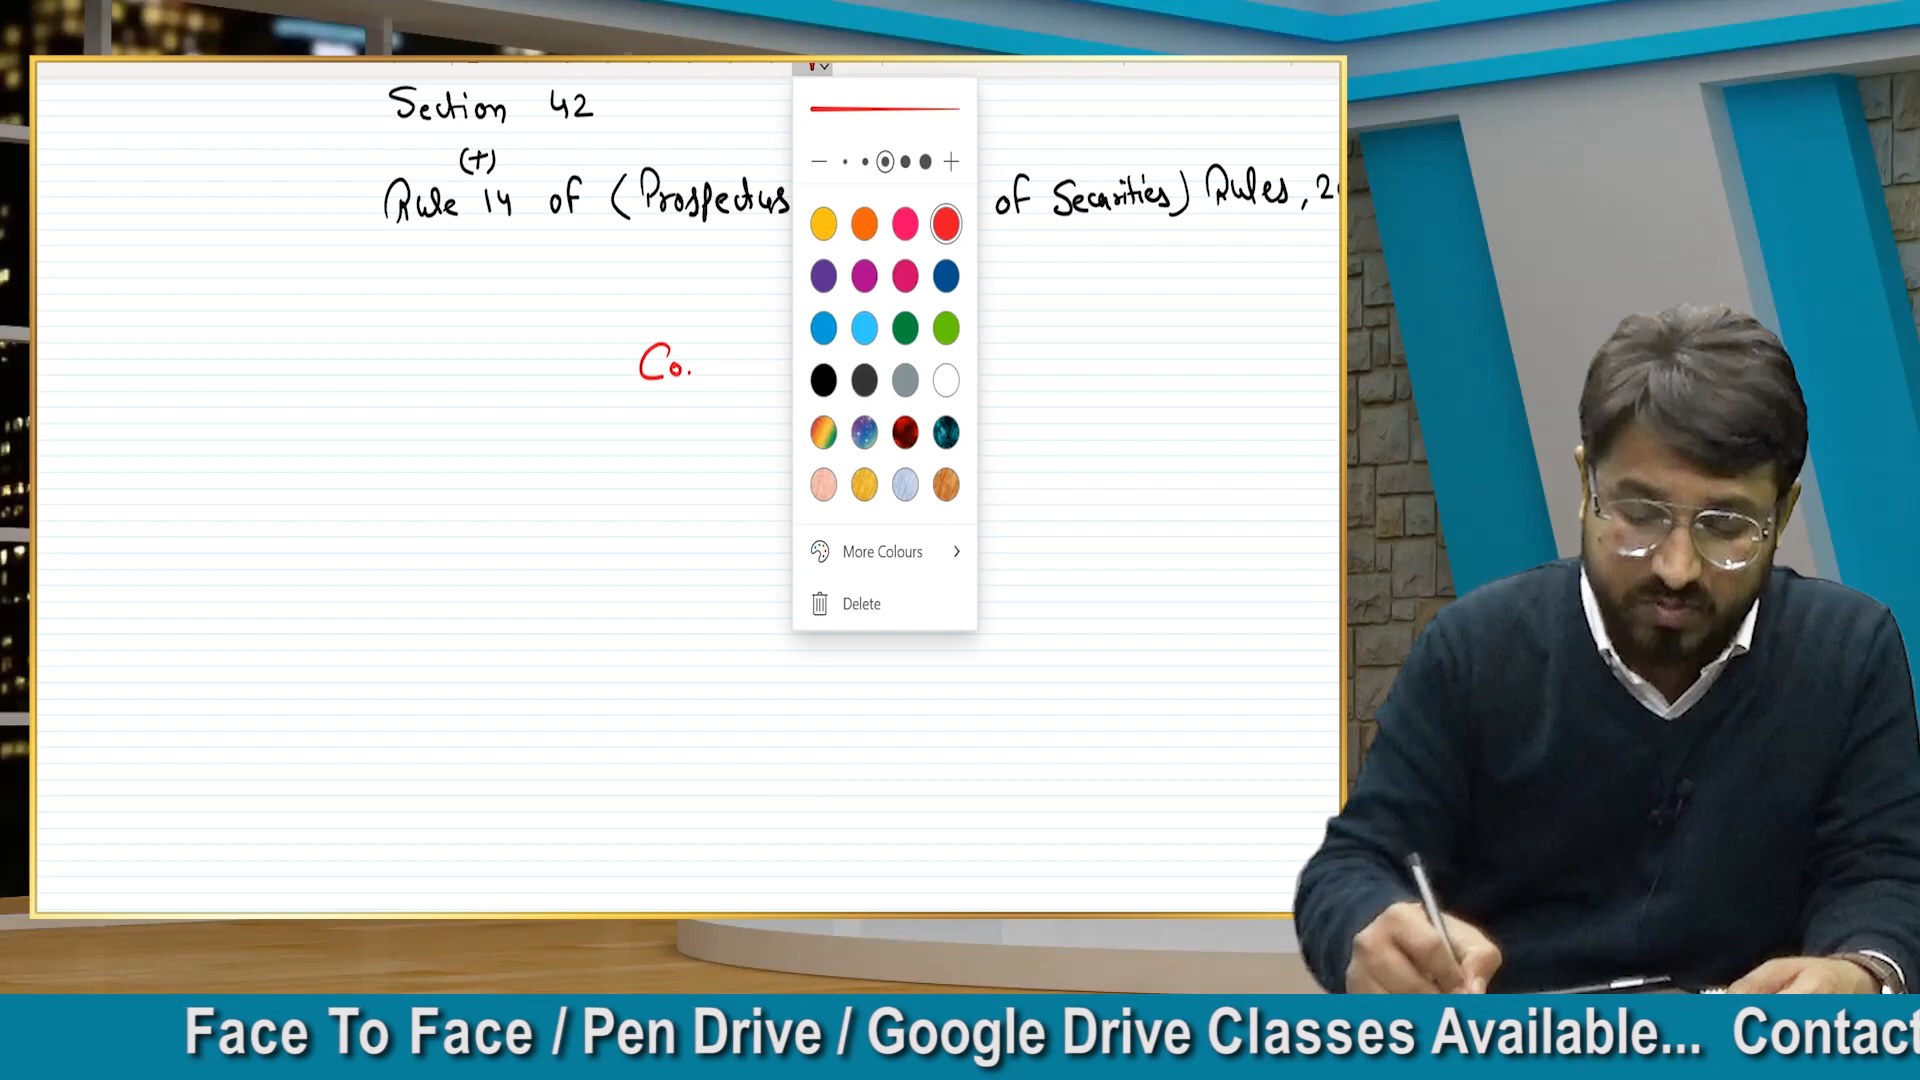 Section 42
(+)
Rule 14 of (Prospectus of Securities) Rules, 2
Co.
More Colours
Delete
Face To Face / Pen Drive / Google Drive Classes Available... Contact